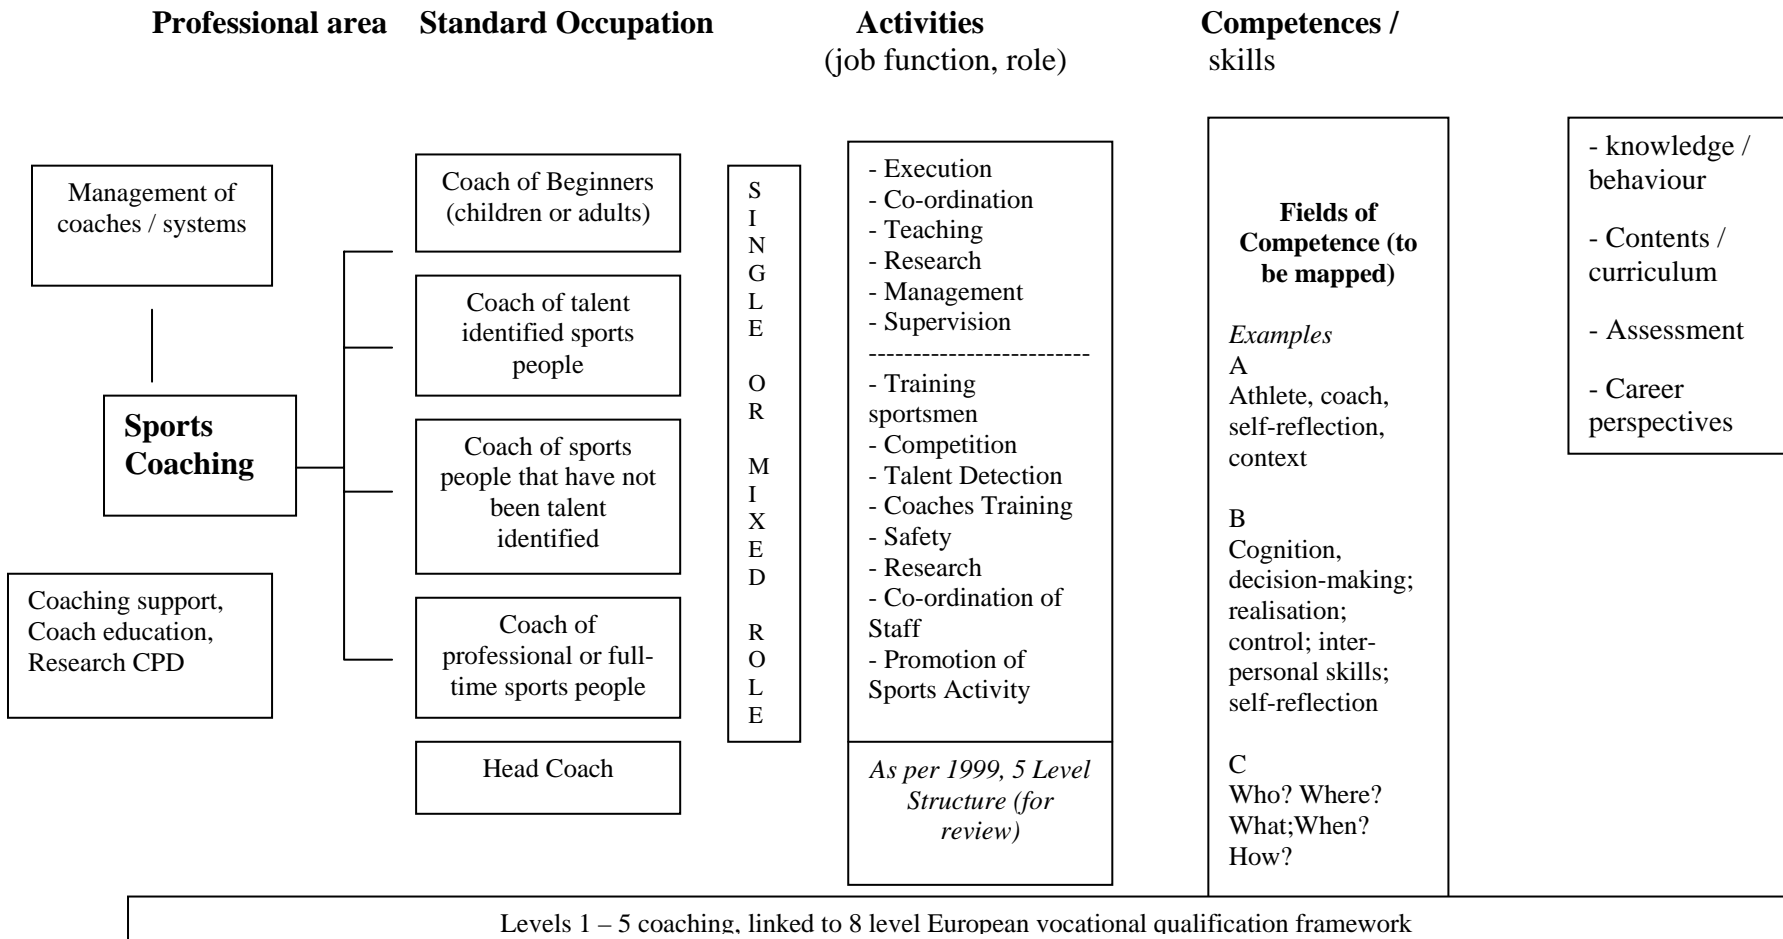 Professional area Standard Occupation Activities Competences /
(job function, role) skills
Management of
coaches / systems
Sports
Coaching
Coaching support,
Coach education,
Research CPD
Coach of Beginners
(children or adults)
Coach of talent
identified sports
people
Coach of sports
people that have not
been talent
identified
Coach of
professional or full-
time sports people
Head Coach
S
I
N
G
L
E
O
R
M
I
X
E
D
R
O
L
E
- Execution
- Co-ordination
- Teaching
- Research
- Management
- Supervision
-------------------------
- Training
sportsmen
- Competition
- Talent Detection
- Coaches Training
- Safety
- Research
- Co-ordination of
Staff
- Promotion of
Sports Activity
As per 1999, 5 Level
Structure (for
review)
Fields of
Competence (to
be mapped)
Examples
A
Athlete, coach,
self-reflection,
context
B
Cognition,
decision-making;
realisation;
control; inter-
personal skills;
self-reflection
C
Who? Where?
What;When?
How?
- knowledge /
behaviour
- Contents /
curriculum
- Assessment
- Career
perspectives
Levels 1 – 5 coaching, linked to 8 level European vocational qualification framework